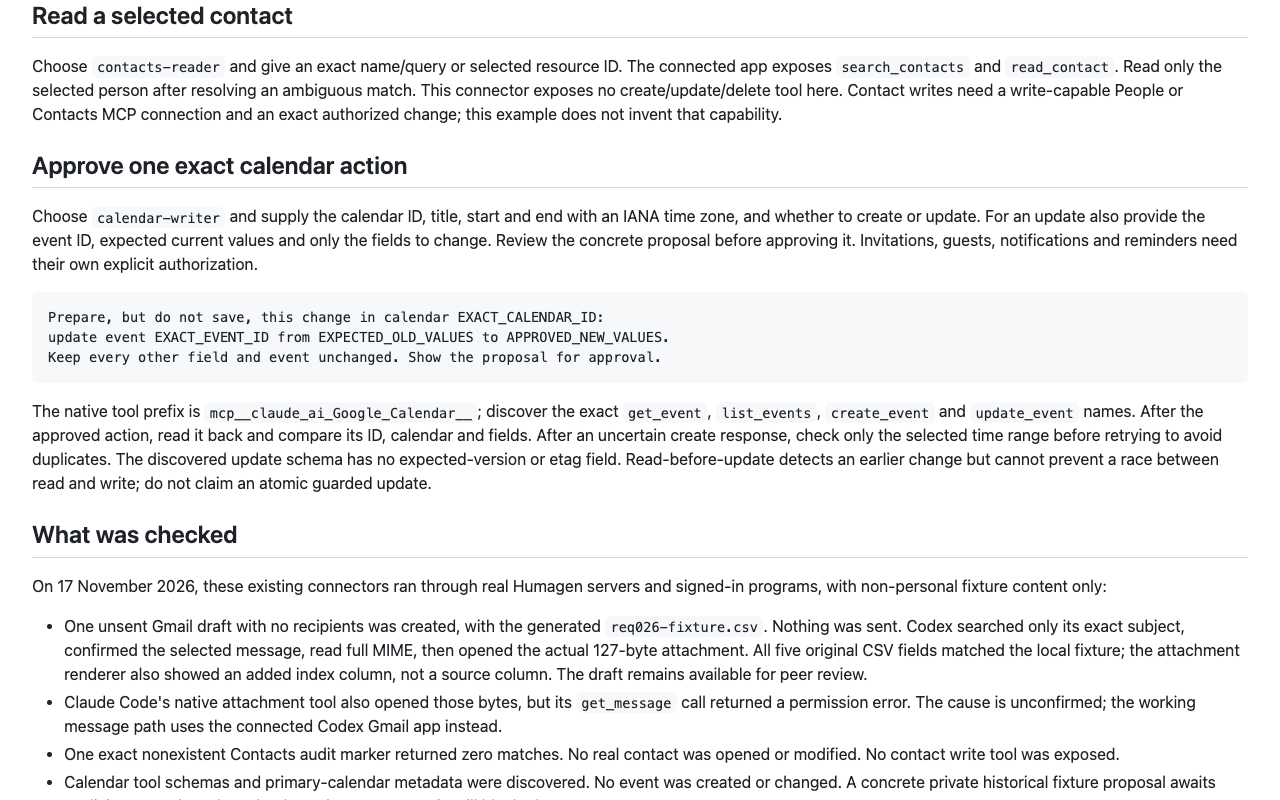 Read a selected contact
Choose contacts-reader and give an exact name/query or selected resource ID. The connected app exposes search_contacts and read_contact. Read only the
selected person after resolving an ambiguous match. This connector exposes no create/update/delete tool here. Contact writes need a write-capable People or
Contacts MCP connection and an exact authorized change; this example does not invent that capability.
Approve one exact calendar action
Choose calendar-writer and supply the calendar ID, title, start and end with an IANA time zone, and whether to create or update. For an update also provide the
event ID, expected current values and only the fields to change. Review the concrete proposal before approving it. Invitations, guests, notifications and reminders need
their own explicit authorization.
Prepare, but do not save, this change in calendar EXACT_CALENDAR_ID:
update event EXACT_EVENT_ID from EXPECTED_OLD_VALUES to APPROVED_NEW_VALUES.
Keep every other field and event unchanged. Show the proposal for approval.
The native tool prefix is mcp__claude_ai_Google_Calendar__; discover the exact get_event, list_events, create_event and update_event names. After the
approved action, read it back and compare its ID, calendar and fields. After an uncertain create response, check only the selected time range before retrying to avoid
duplicates. The discovered update schema has no expected-version or etag field. Read-before-update detects an earlier change but cannot prevent a race between
read and write; do not claim an atomic guarded update.
What was checked
On 17 November 2026, these existing connectors ran through real Humagen servers and signed-in programs, with non-personal fixture content only:
• One unsent Gmail draft with no recipients was created, with the generated req026-fixture.csv. Nothing was sent. Codex searched only its exact subject,
confirmed the selected message, read full MIME, then opened the actual 127-byte attachment. All five original CSV fields matched the local fixture; the attachment
renderer also showed an added index column, not a source column. The draft remains available for peer review.
• Claude Code's native attachment tool also opened those bytes, but its get_message call returned a permission error. The cause is unconfirmed; the working
message path uses the connected Codex Gmail app instead.
• One exact nonexistent Contacts audit marker returned zero matches. No real contact was opened or modified. No contact write tool was exposed.
• Calendar tool schemas and primary-calendar metadata were discovered. No event was created or changed. A concrete private historical fixture proposal awaits